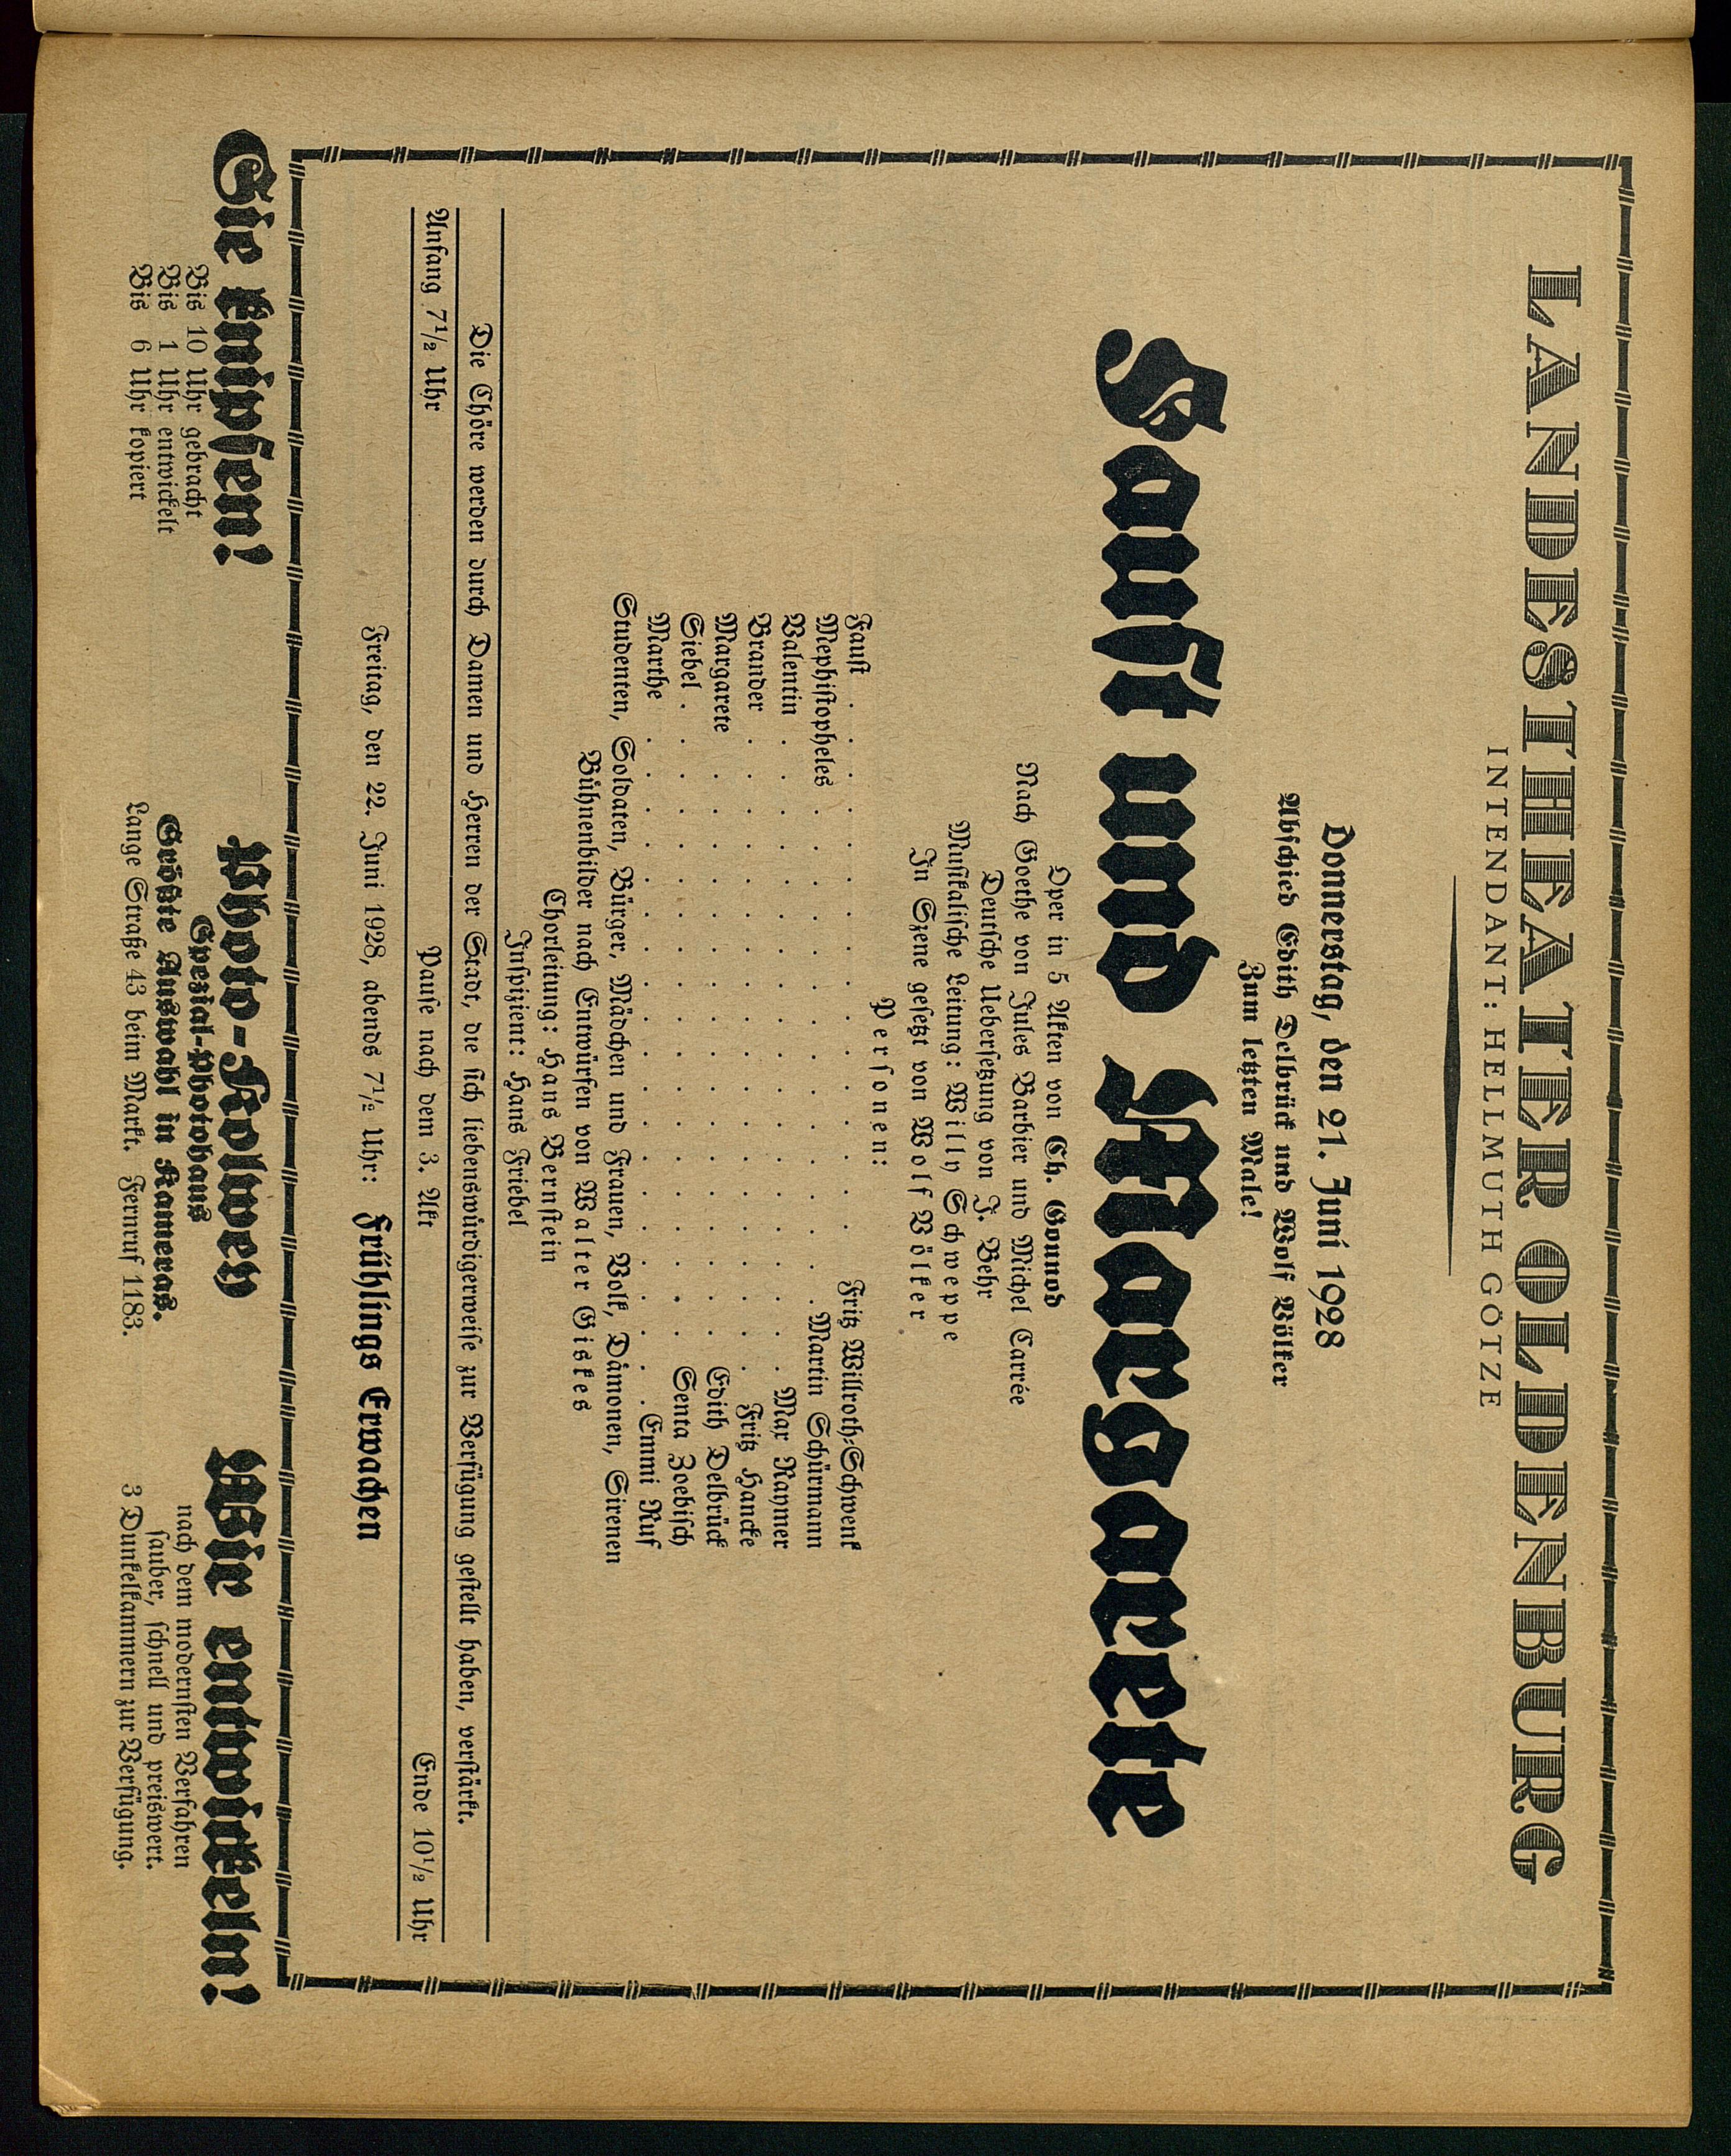 LANDESTHEATER OLDENBURG
INTENDANT: HELLMUTH GÖTZE
Donnerstag, den 21. Juni 1928
Abschied Edith Delbrück und Wolf Völker
Zum letzten Male!
Faust und Margarete
Oper in 5 Akten von Ch. Gounod
Nach Goethe von Jules Barbier und Michel Carrée
Deutsche Uebersetzung von J. Behr
Musikalische Leitung: Willy Schweppe
In Szene gesetzt von Wolf Völker
Personen:
Faust . . . . . . . . . . . . . . . . Fritz Willroth-Schwenk
Mephistopheles . . . . . . . . . . . . . . . Martin Schürmann
Valentin . . . . . . . . . . . . . . . . . . . Max Raymer
Brander . . . . . . . . . . . . . . . . . . . Fritz Hancke
Margarete . . . . . . . . . . . . . . . . . . Edith Delbrück
Siebel . . . . . . . . . . . . . . . . . . . Senta Zoebisch
Marthe . . . . . . . . . . . . . . . . . . . . Emmi Ruf
Studenten, Soldaten, Bürger, Mädchen und Frauen, Volk, Dämonen, Sirenen
Bühnenbilder nach Entwürfen von Walter Giskes
Chorleitung: Hans Bernstein
Inspizient: Hans Friebel
Die Chöre werden durch Damen und Herren der Stadt, die sich liebenswürdigerweise zur Verfügung gestellt haben, verstärkt.
Anfang 7½ Uhr Pause nach dem 3. Akt Ende 10½ Uhr
Freitag, den 22. Juni 1928, abends 7½ Uhr: Frühlings Erwachen
Sie knipsen!
Bis 10 Uhr gebracht
Bis 1 Uhr entwickelt
Bis 6 Uhr kopiert
Photo-Kolwey
Spezial-Photohaus
Größte Auswahl in Kameras.
Lange Straße 43 beim Markt. Fernruf 1183.
Wir entwickeln!
nach dem modernsten Verfahren
sauber, schnell und preiswert.
3 Dunkelkammern zur Verfügung.